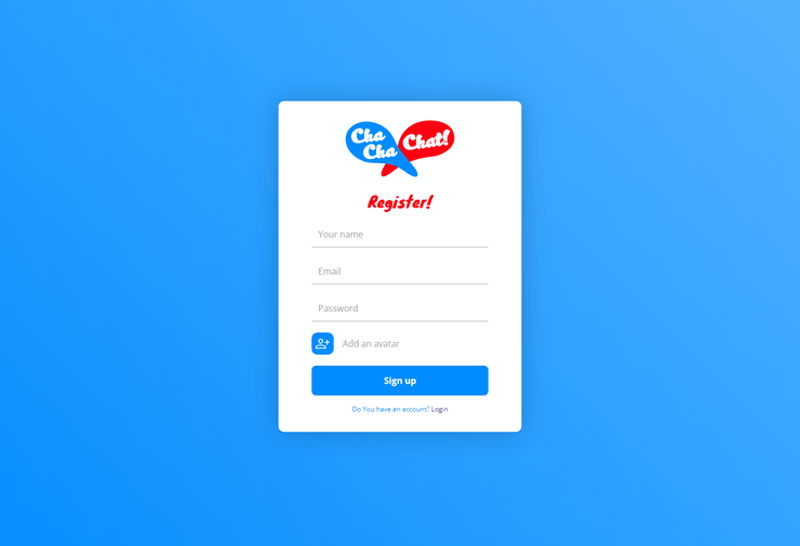 Cha
Cha
Chat!
Register!
Your name
Email
Password
Add an avatar
Sign up
Do You have an account? Login